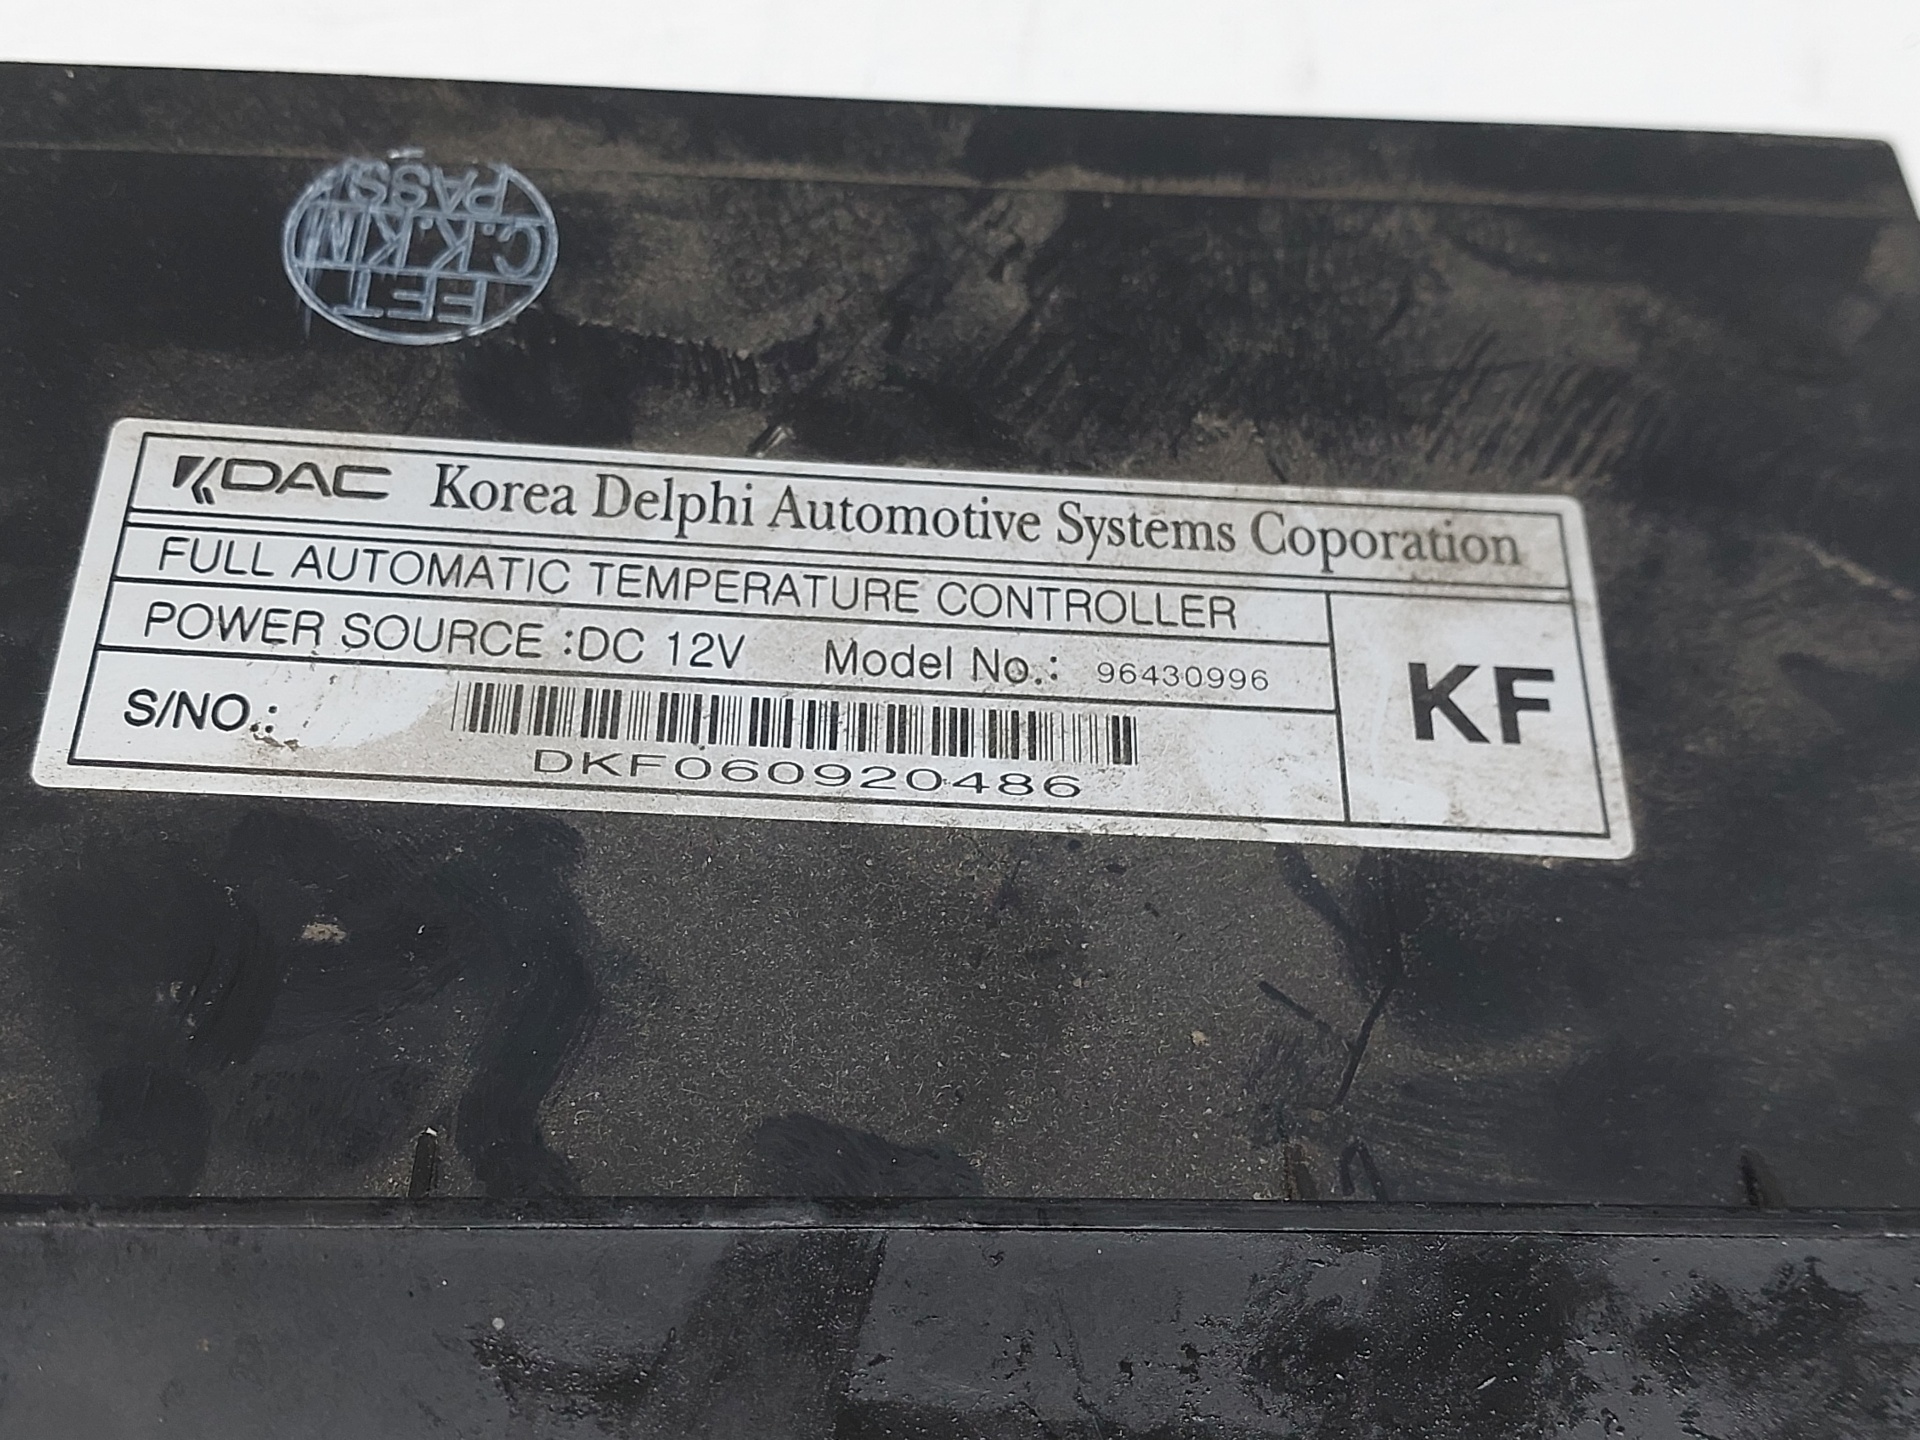 PASS
C.K.KIM
EET
KDAC Korea Delphi Automotive Systems Coporation
FULL AUTOMATIC TEMPERATURE CONTROLLER
POWER SOURCE :DC 12V Model No.: 96430996
KF
S/NO.:
DKF060920486